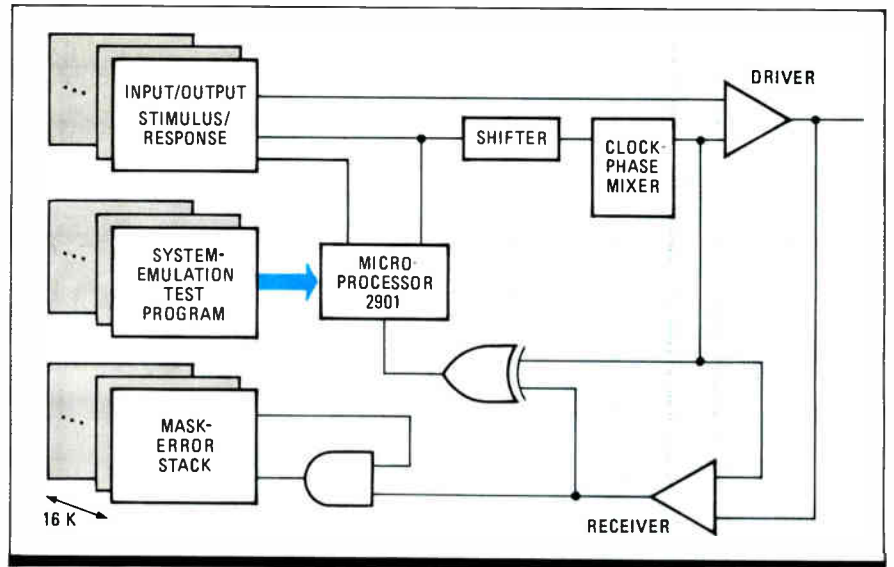 ...
INPUT/OUTPUT
STIMULUS/
RESPONSE
SHIFTER
CLOCK-
PHASE
MIXER
DRIVER
...
SYSTEM-
EMULATION
TEST
PROGRAM
MICRO-
PROCESSOR
2901
...
MASK-
ERROR
STACK
16 K
RECEIVER